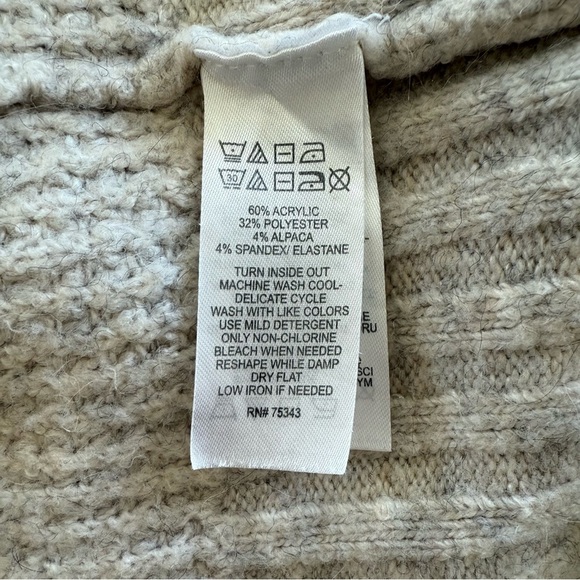 30
60% ACRYLIC
32% POLYESTER
4% ALPACA
4% SPANDEX/ ELASTANE
TURN INSIDE OUT
MACHINE WASH COOL-
DELICATE CYCLE
WASH WITH LIKE COLORS
USE MILD DETERGENT
ONLY NON-CHLORINE
BLEACH WHEN NEEDED
RESHAPE WHILE DAMP
DRY FLAT
LOW IRON IF NEEDED
RN# 75343